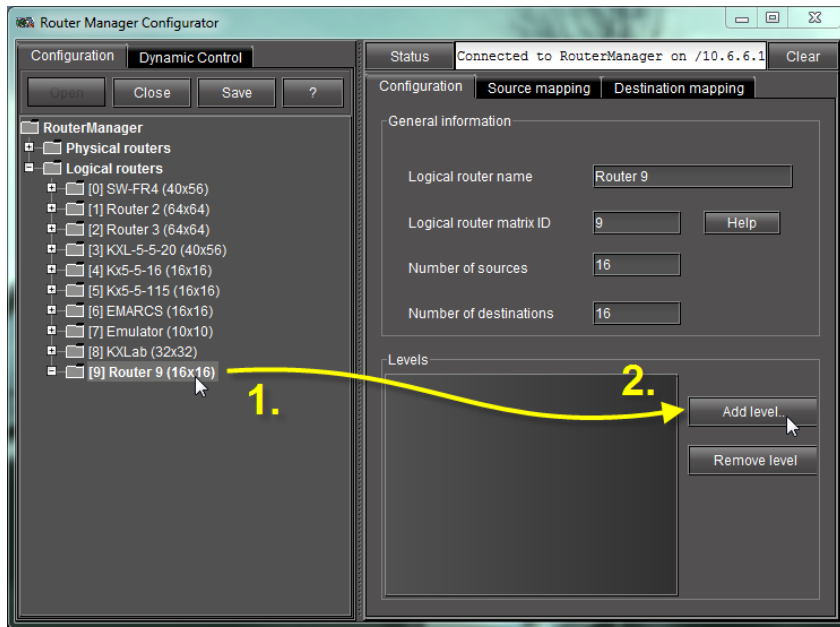 Router Manager Configurator
Configuration Dynamic Control
Open Close Save ?
RouterManager
Physical routers
Logical routers
[0] SW-FR4 (40x56)
[1] Router 2 (64x64)
[2] Router 3 (64x64)
[3] KXL-5-5-20 (40x56)
[4] Kx5-5-16 (16x16)
[5] Kx5-5-115 (16x16)
[6] EMARCS (16x16)
[7] Emulator (10x10)
[8] KXLab (32x32)
[9] Router 9 (16x16)
1.
Status Connected to RouterManager on /10.6.6.1 Clear
Configuration Source mapping Destination mapping
General information
Logical router name Router 9
Logical router matrix ID 9 Help
Number of sources 16
Number of destinations 16
Levels
2.
Add level...
Remove level